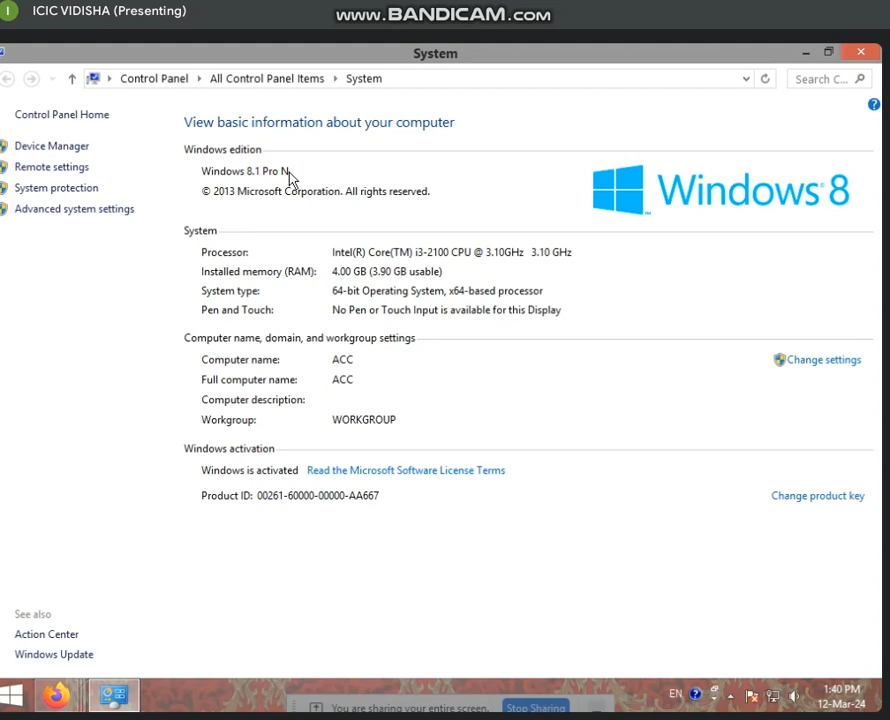 ICIC VIDISHA (Presenting)
www.BANDICAM.com
System
Control Panel All Control Panel Items System
Search C...
Control Panel Home
Device Manager
Remote settings
System protection
Advanced system settings
View basic information about your computer
Windows edition
Windows 8.1 Pro N
© 2013 Microsoft Corporation. All rights reserved.
Windows 8
System
Processor: Intel(R) Core(TM) i3-2100 CPU @ 3.10GHz 3.10 GHz
Installed memory (RAM): 4.00 GB (3.90 GB usable)
System type: 64-bit Operating System, x64-based processor
Pen and Touch: No Pen or Touch Input is available for this Display
Computer name, domain, and workgroup settings
Computer name: ACC
Change settings
Full computer name: ACC
Computer description:
Workgroup: WORKGROUP
Windows activation
Windows is activated Read the Microsoft Software License Terms
Product ID: 00261-60000-00000-AA667
Change product key
See also
Action Center
Windows Update
EN
1:40 PM
12-Mar-24
You are sharing your entire screen.
Stop Sharing